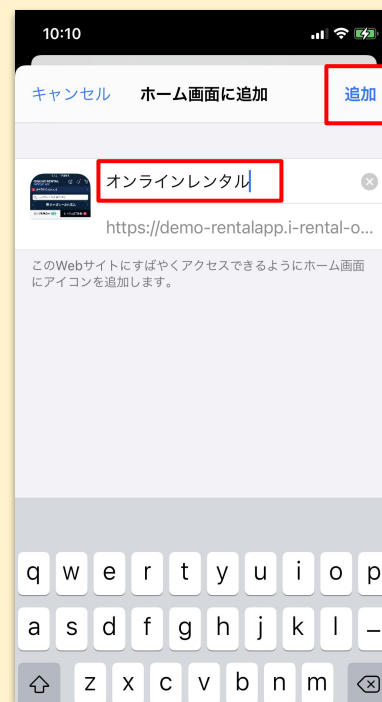 10:10
キャンセル ホーム画面に追加 追加
オンラインレンタル
https://demo-rentalapp.i-rental-o...
このWebサイトにすばやくアクセスできるようにホーム画面
にアイコンを追加します。
q w e r t y u i o p
a s d f g h j k l _
z x c v b n m